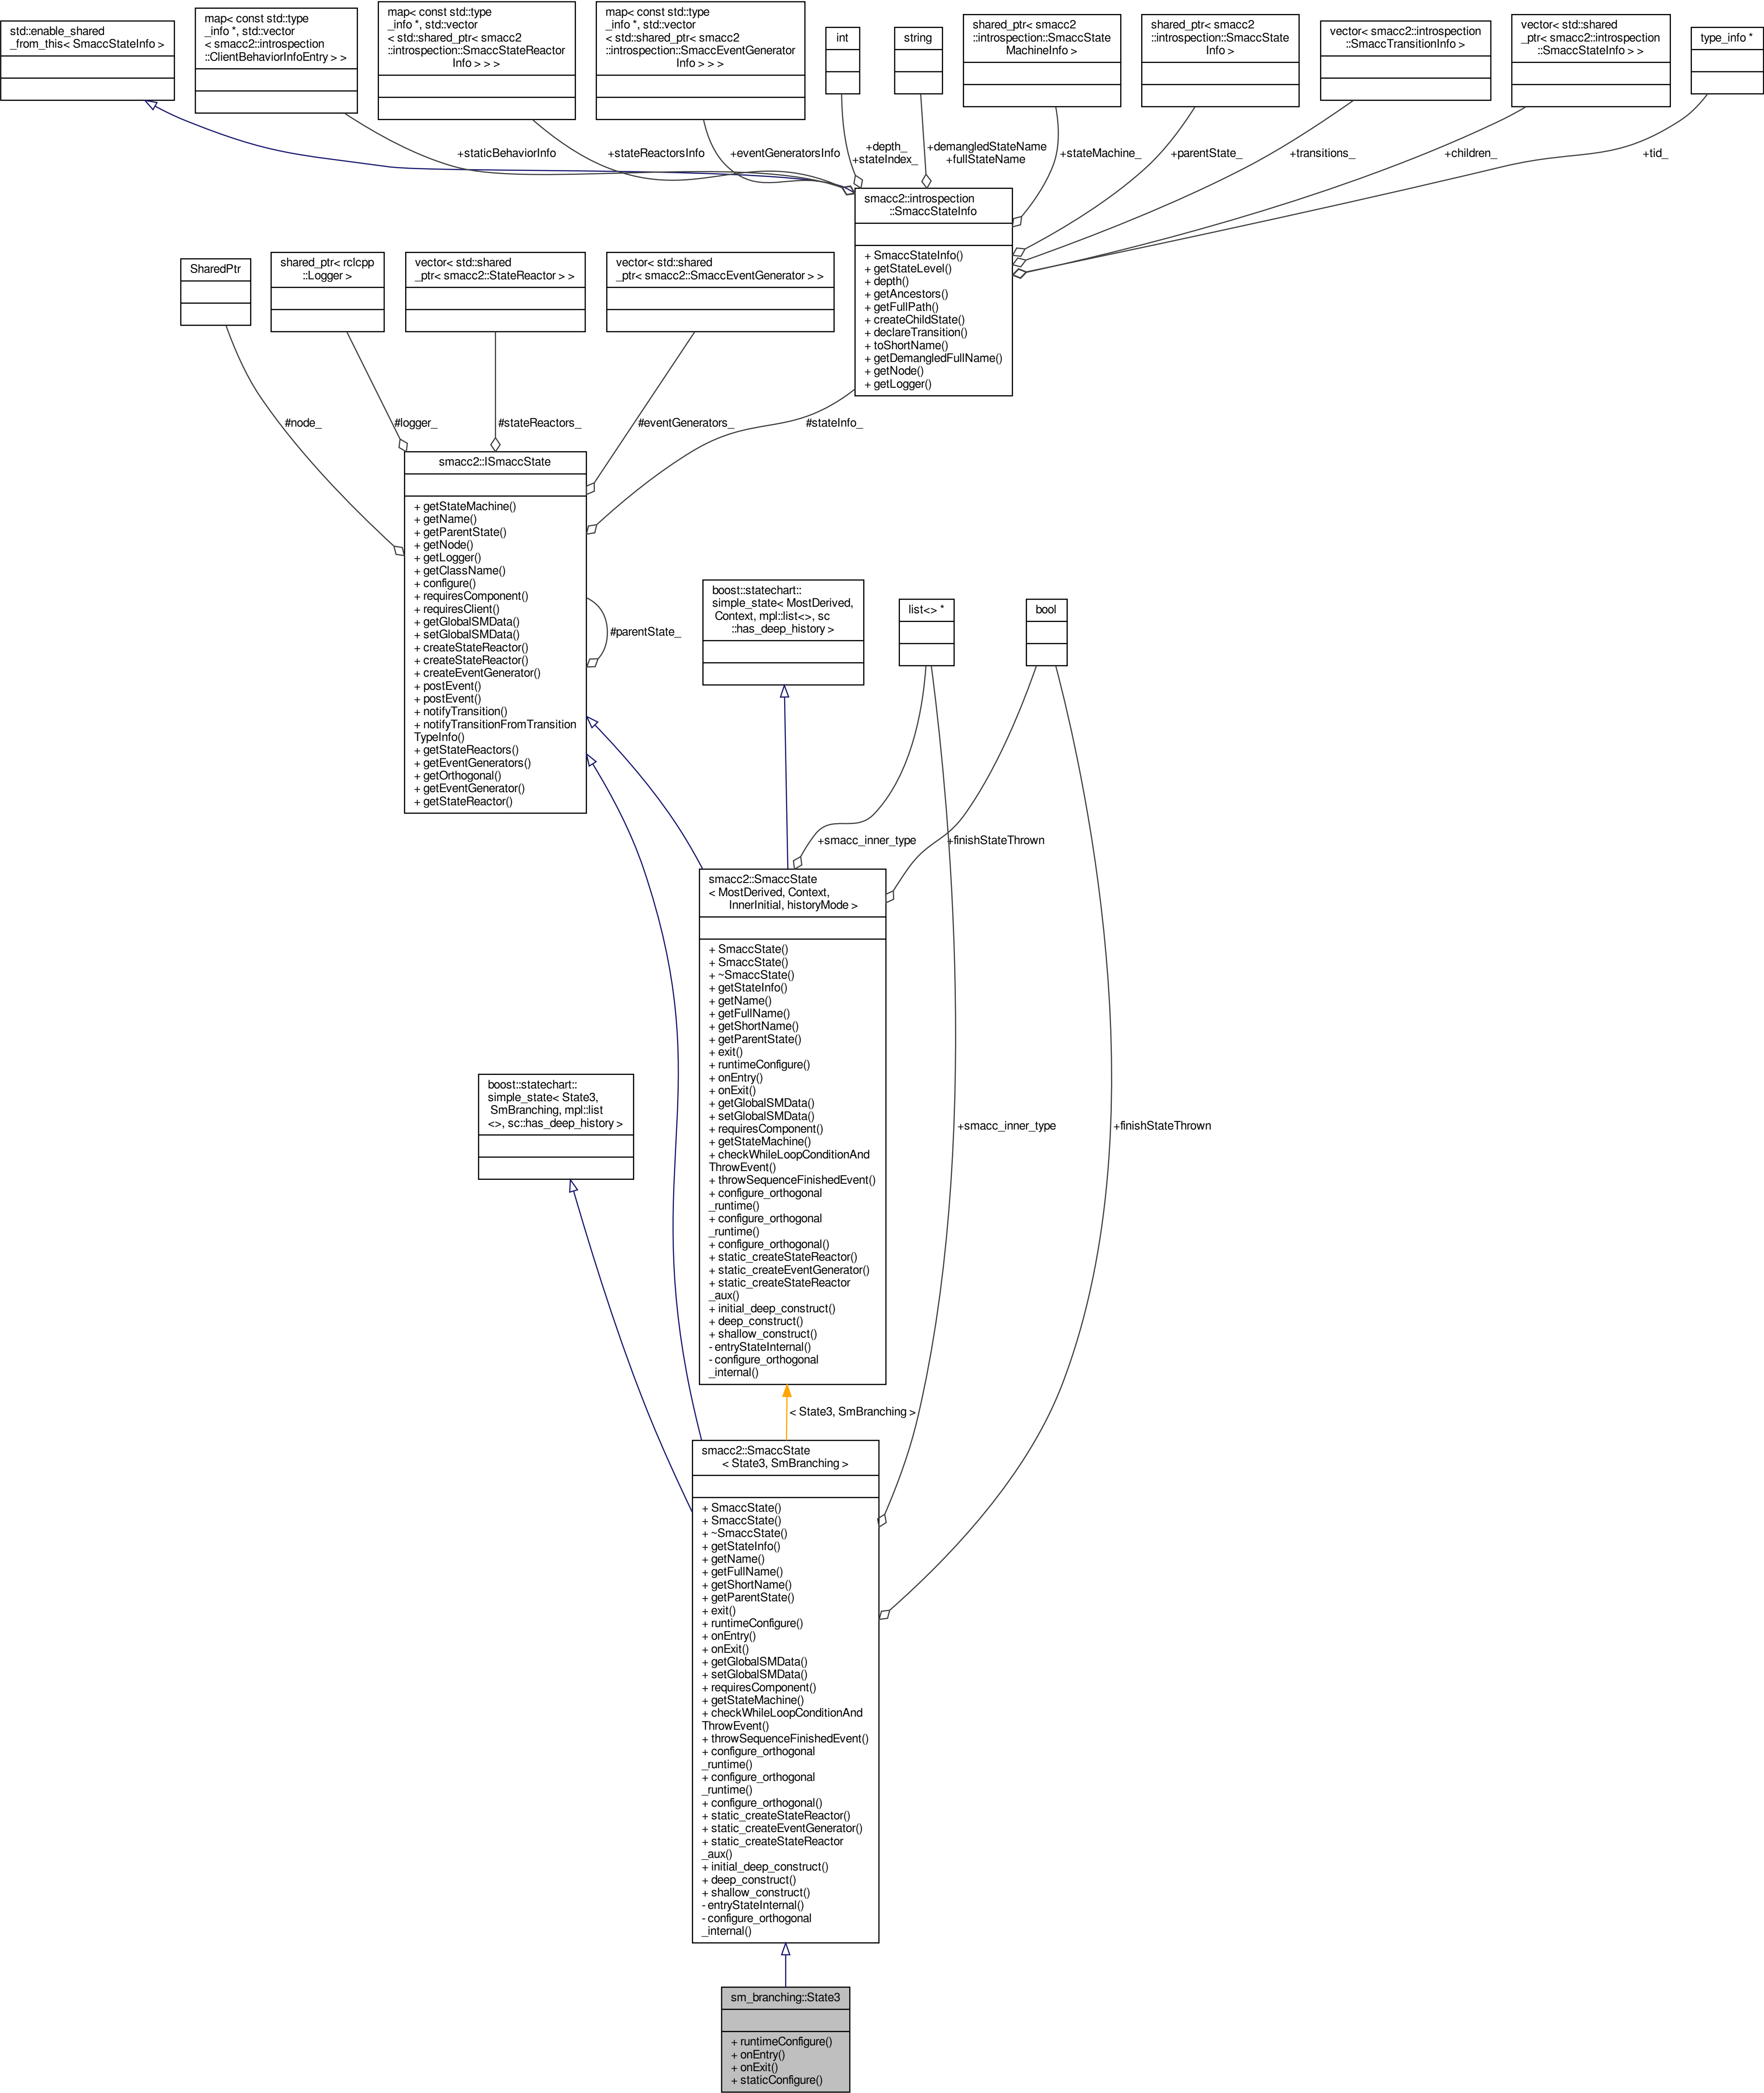 std::enable_shared
_from_this< SmaccStateInfo >
map< const std::type
_info *, std::vector
< smacc2::introspection
::ClientBehaviorInfoEntry > >
map< const std::type
_info *, std::vector
< std::shared_ptr< smacc2
::introspection::SmaccStateReactor
Info > > >
map< const std::type
_info *, std::vector
< std::shared_ptr< smacc2
::introspection::SmaccEventGenerator
Info > > >
int
string
shared_ptr< smacc2
::introspection::SmaccState
MachineInfo >
shared_ptr< smacc2
::introspection::SmaccState
Info >
vector< smacc2::introspection
::SmaccTransitionInfo >
vector< std::shared
_ptr< smacc2::introspection
::SmaccStateInfo > >
type_info *
+staticBehaviorInfo
+stateReactorsInfo
+eventGeneratorsInfo
+depth_
+stateIndex_
+demangledStateName
+fullStateName
+stateMachine_
+parentState_
+transitions_
+children_
+tid_
smacc2::introspection
::SmaccStateInfo
+ SmaccStateInfo()
+ getStateLevel()
+ depth()
+ getAncestors()
+ getFullPath()
+ createChildState()
+ declareTransition()
+ toShortName()
+ getDemangledFullName()
+ getNode()
+ getLogger()
SharedPtr
shared_ptr< rclcpp
::Logger >
vector< std::shared
_ptr< smacc2::StateReactor > >
vector< std::shared
_ptr< smacc2::SmaccEventGenerator > >
#node_
#logger_
#stateReactors_
#eventGenerators_
#stateInfo_
smacc2::ISmaccState
+ getStateMachine()
+ getName()
+ getParentState()
+ getNode()
+ getLogger()
+ getClassName()
+ configure()
+ requiresComponent()
+ requiresClient()
+ getGlobalSMData()
+ setGlobalSMData()
+ createStateReactor()
+ createStateReactor()
+ createEventGenerator()
+ postEvent()
+ postEvent()
+ notifyTransition()
+ notifyTransitionFromTransition
TypeInfo()
+ getStateReactors()
+ getEventGenerators()
+ getOrthogonal()
+ getEventGenerator()
+ getStateReactor()
#parentState_
boost::statechart::
simple_state< MostDerived,
Context, mpl::list<>, sc
::has_deep_history >
list<> *
bool
+smacc_inner_type
+finishStateThrown
smacc2::SmaccState
< MostDerived, Context,
InnerInitial, historyMode >
+ SmaccState()
+ SmaccState()
+ ~SmaccState()
+ getStateInfo()
+ getName()
+ getFullName()
+ getShortName()
+ getParentState()
+ exit()
+ runtimeConfigure()
+ onEntry()
+ onExit()
+ getGlobalSMData()
+ setGlobalSMData()
+ requiresComponent()
+ getStateMachine()
+ checkWhileLoopConditionAnd
ThrowEvent()
+ throwSequenceFinishedEvent()
+ configure_orthogonal
_runtime()
+ configure_orthogonal
_runtime()
+ configure_orthogonal()
+ static_createStateReactor()
+ static_createEventGenerator()
+ static_createStateReactor
_aux()
+ initial_deep_construct()
+ deep_construct()
+ shallow_construct()
- entryStateInternal()
- configure_orthogonal
_internal()
boost::statechart::
simple_state< State3,
SmBranching, mpl::list
<>, sc::has_deep_history >
+smacc_inner_type
+finishStateThrown
< State3, SmBranching >
smacc2::SmaccState
< State3, SmBranching >
+ SmaccState()
+ SmaccState()
+ ~SmaccState()
+ getStateInfo()
+ getName()
+ getFullName()
+ getShortName()
+ getParentState()
+ exit()
+ runtimeConfigure()
+ onEntry()
+ onExit()
+ getGlobalSMData()
+ setGlobalSMData()
+ requiresComponent()
+ getStateMachine()
+ checkWhileLoopConditionAnd
ThrowEvent()
+ throwSequenceFinishedEvent()
+ configure_orthogonal
_runtime()
+ configure_orthogonal
_runtime()
+ configure_orthogonal()
+ static_createStateReactor()
+ static_createEventGenerator()
+ static_createStateReactor
_aux()
+ initial_deep_construct()
+ deep_construct()
+ shallow_construct()
- entryStateInternal()
- configure_orthogonal
_internal()
sm_branching::State3
+ runtimeConfigure()
+ onEntry()
+ onExit()
+ staticConfigure()